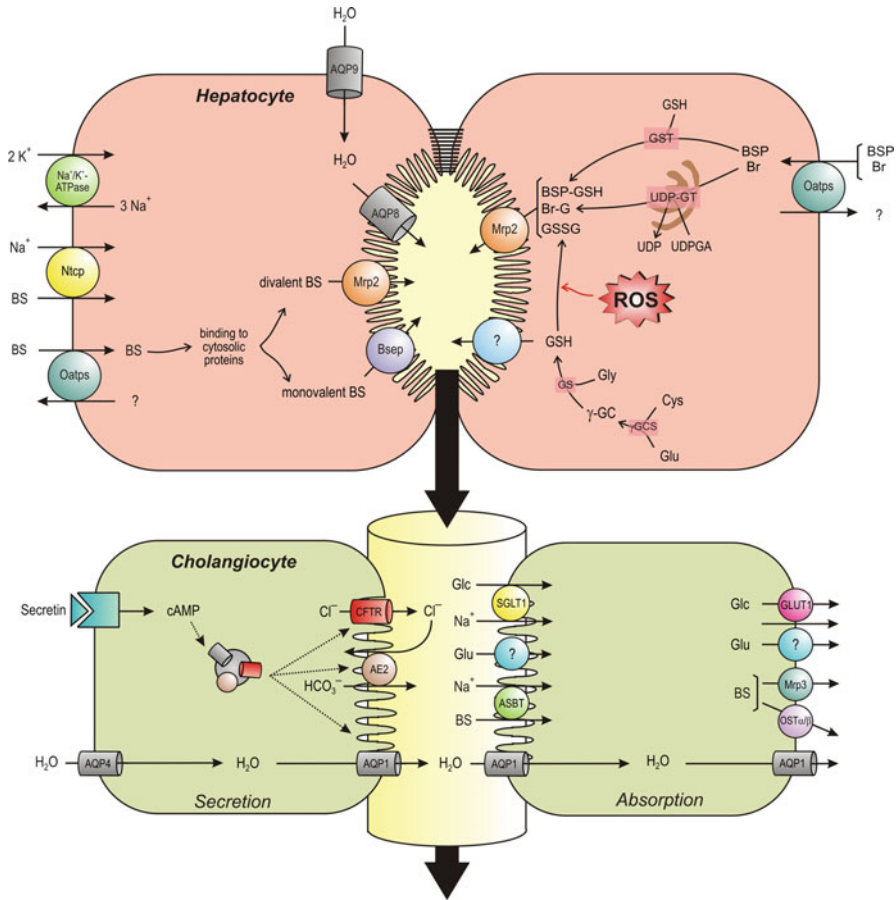 H₂O
AQP9
Hepatocyte
H₂O
2 K⁺
Na⁺/K⁺-
ATPase
3 Na⁺
Na⁺
Ntcp
BS
BS
Oatps
?
BS
binding to
cytosolic
proteins
divalent BS
monovalent BS
AQP8
Mrp2
Bsep
GSH
GST
BSP
Br
BSP
Br
Oatps
?
UDP-GT
UDP
UDPGA
BSP-GSH
Br-G
GSSG
Mrp2
ROS
?
GSH
GS
Gly
γ-GC
γGCS
Cys
Glu
Cholangiocyte
Secretin
cAMP
Cl⁻
CFTR
Cl⁻
AE2
HCO₃⁻
H₂O
AQP4
H₂O
AQP1
H₂O
Secretion
Glc
SGLT1
Na⁺
Glu
?
Na⁺
ASBT
BS
AQP1
H₂O
Absorption
Glc
GLUT1
Glu
?
BS
Mrp3
OSTα/β
AQP1